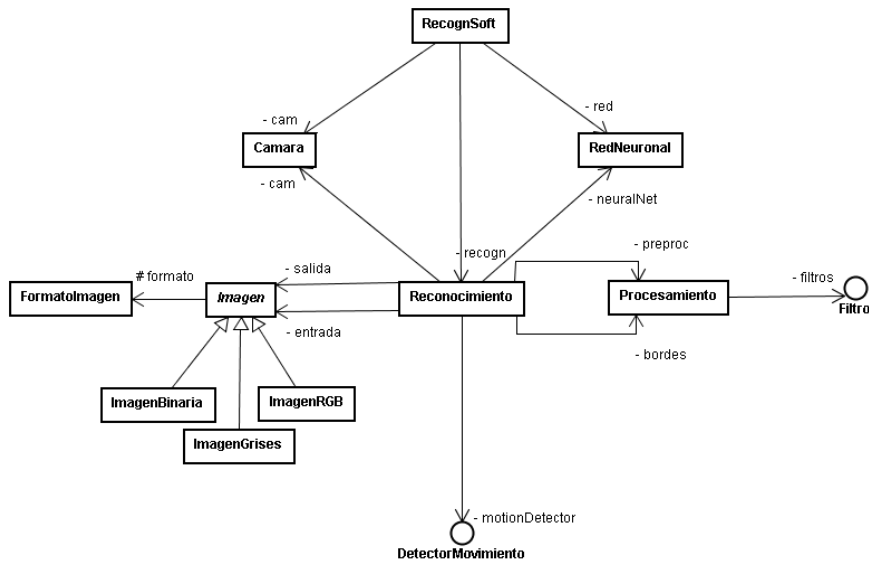 RecognSoft
- cam
- red
Camara
RedNeuronal
- cam
- neuralNet
- recogn
- preproc
# formato
- salida
- filtros
FormatoImagen
Imagen
Reconocimiento
Procesamiento
Filtro
- entrada
- bordes
ImagenBinaria
ImagenRGB
ImagenGrises
- motionDetector
DetectorMovimiento